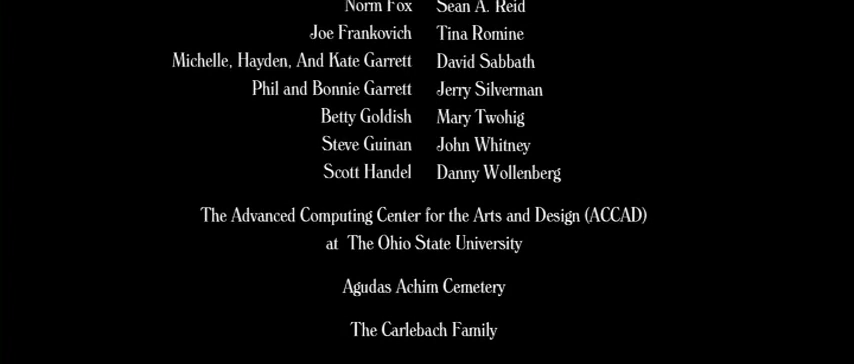 Norm Fox Sean A. Reid
Joe Frankovich Tina Romine
Michelle, Hayden, And Kate Garrett David Sabbath
Phil and Bonnie Garrett Jerry Silverman
Betty Goldish Mary Twohig
Steve Guinan John Whitney
Scott Handel Danny Wollenberg
The Advanced Computing Center for the Arts and Design (ACCAD)
at The Ohio State University
Agudas Achim Cemetery
The Carlebach Family